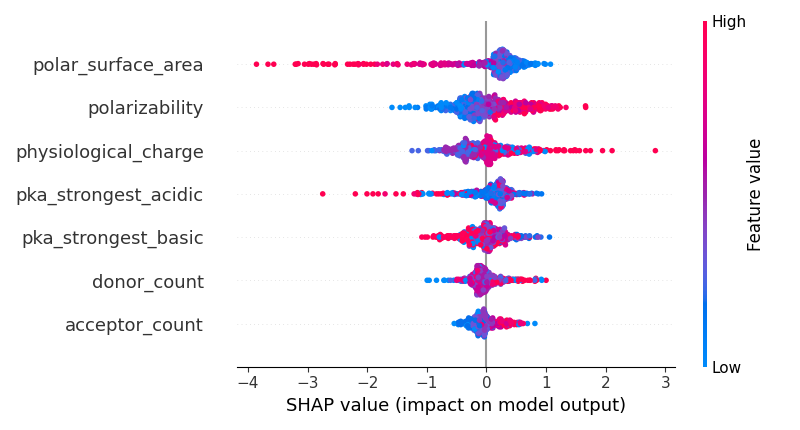 High
polar_surface_area
polarizability
physiological_charge
pka_strongest_acidic
pka_strongest_basic
donor_count
acceptor_count
Feature value
Low
−4 −3 −2 −1 0 1 2 3
SHAP value (impact on model output)